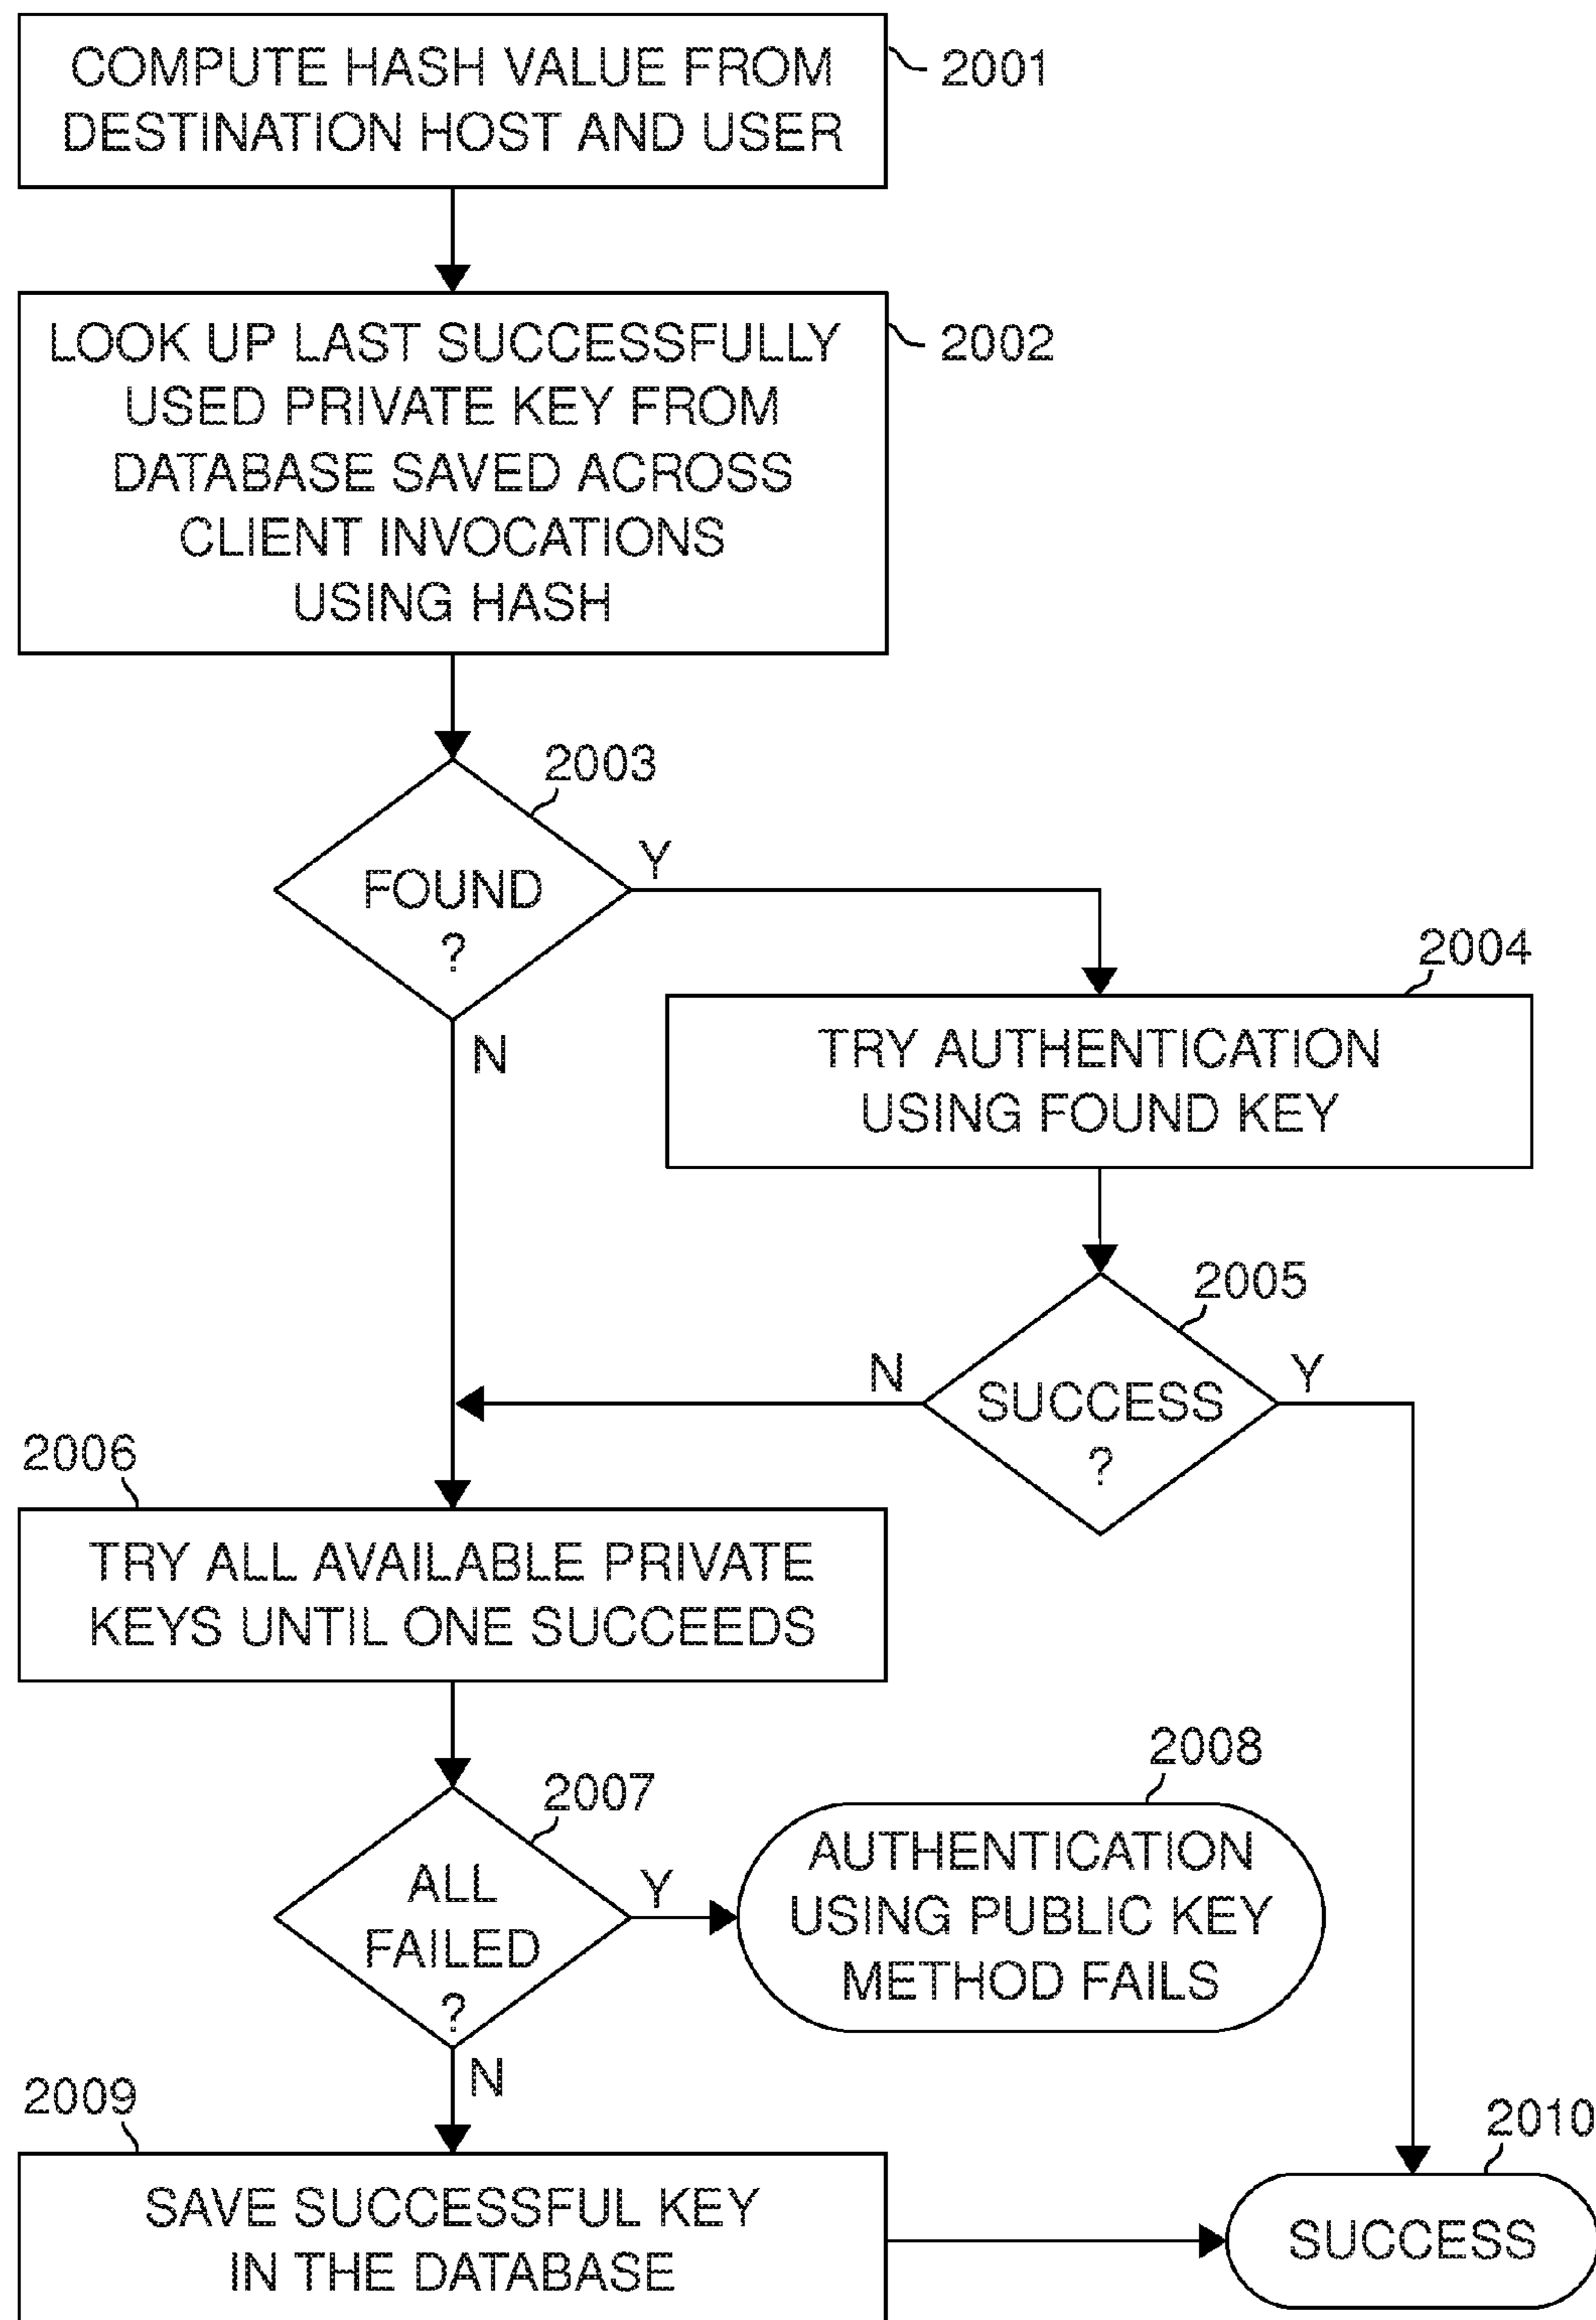 COMPUTE HASH VALUE FROM
DESTINATION HOST AND USER
2001
LOOK UP LAST SUCCESSFULLY
USED PRIVATE KEY FROM
DATABASE SAVED ACROSS
CLIENT INVOCATIONS
USING HASH
2002
2003
FOUND
?
Y
N
2004
TRY AUTHENTICATION
USING FOUND KEY
2005
SUCCESS
?
N
Y
2006
TRY ALL AVAILABLE PRIVATE
KEYS UNTIL ONE SUCCEEDS
2007
ALL
FAILED
?
Y
N
2008
AUTHENTICATION
USING PUBLIC KEY
METHOD FAILS
2009
SAVE SUCCESSFUL KEY
IN THE DATABASE
2010
SUCCESS